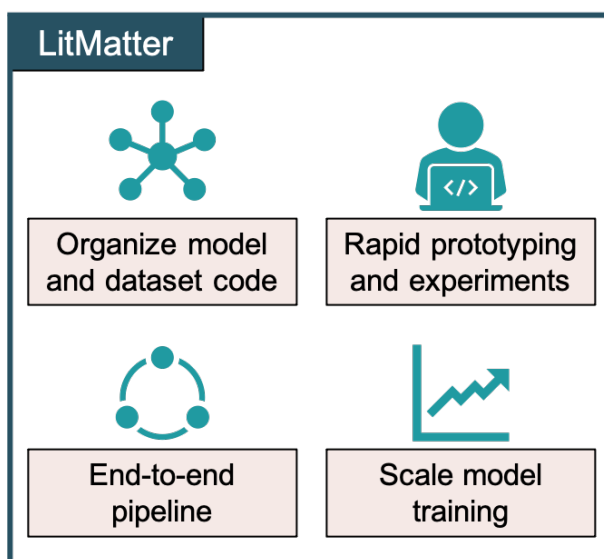 LitMatter
Organize model
and dataset code
Rapid prototyping
and experiments
</>
End-to-end
pipeline
Scale model
training